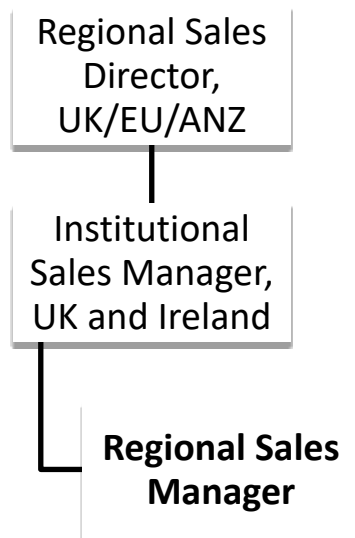 Regional Sales
Director,
UK/EU/ANZ
Institutional
Sales Manager,
UK and Ireland
Regional Sales
Manager